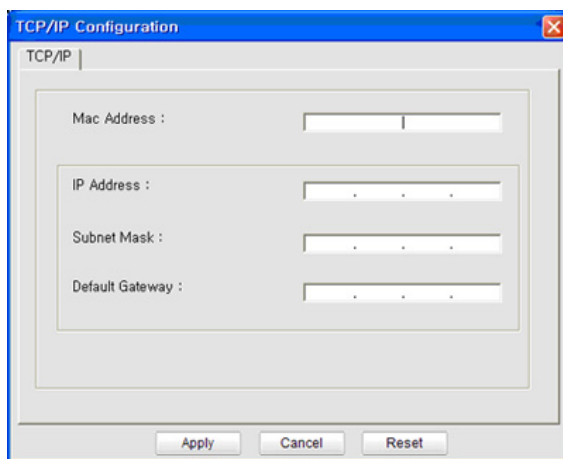 TCP/IP Configuration
TCP/IP
Mac Address :
IP Address :
. . .
Subnet Mask :
. . .
Default Gateway :
. . .
Apply Cancel Reset